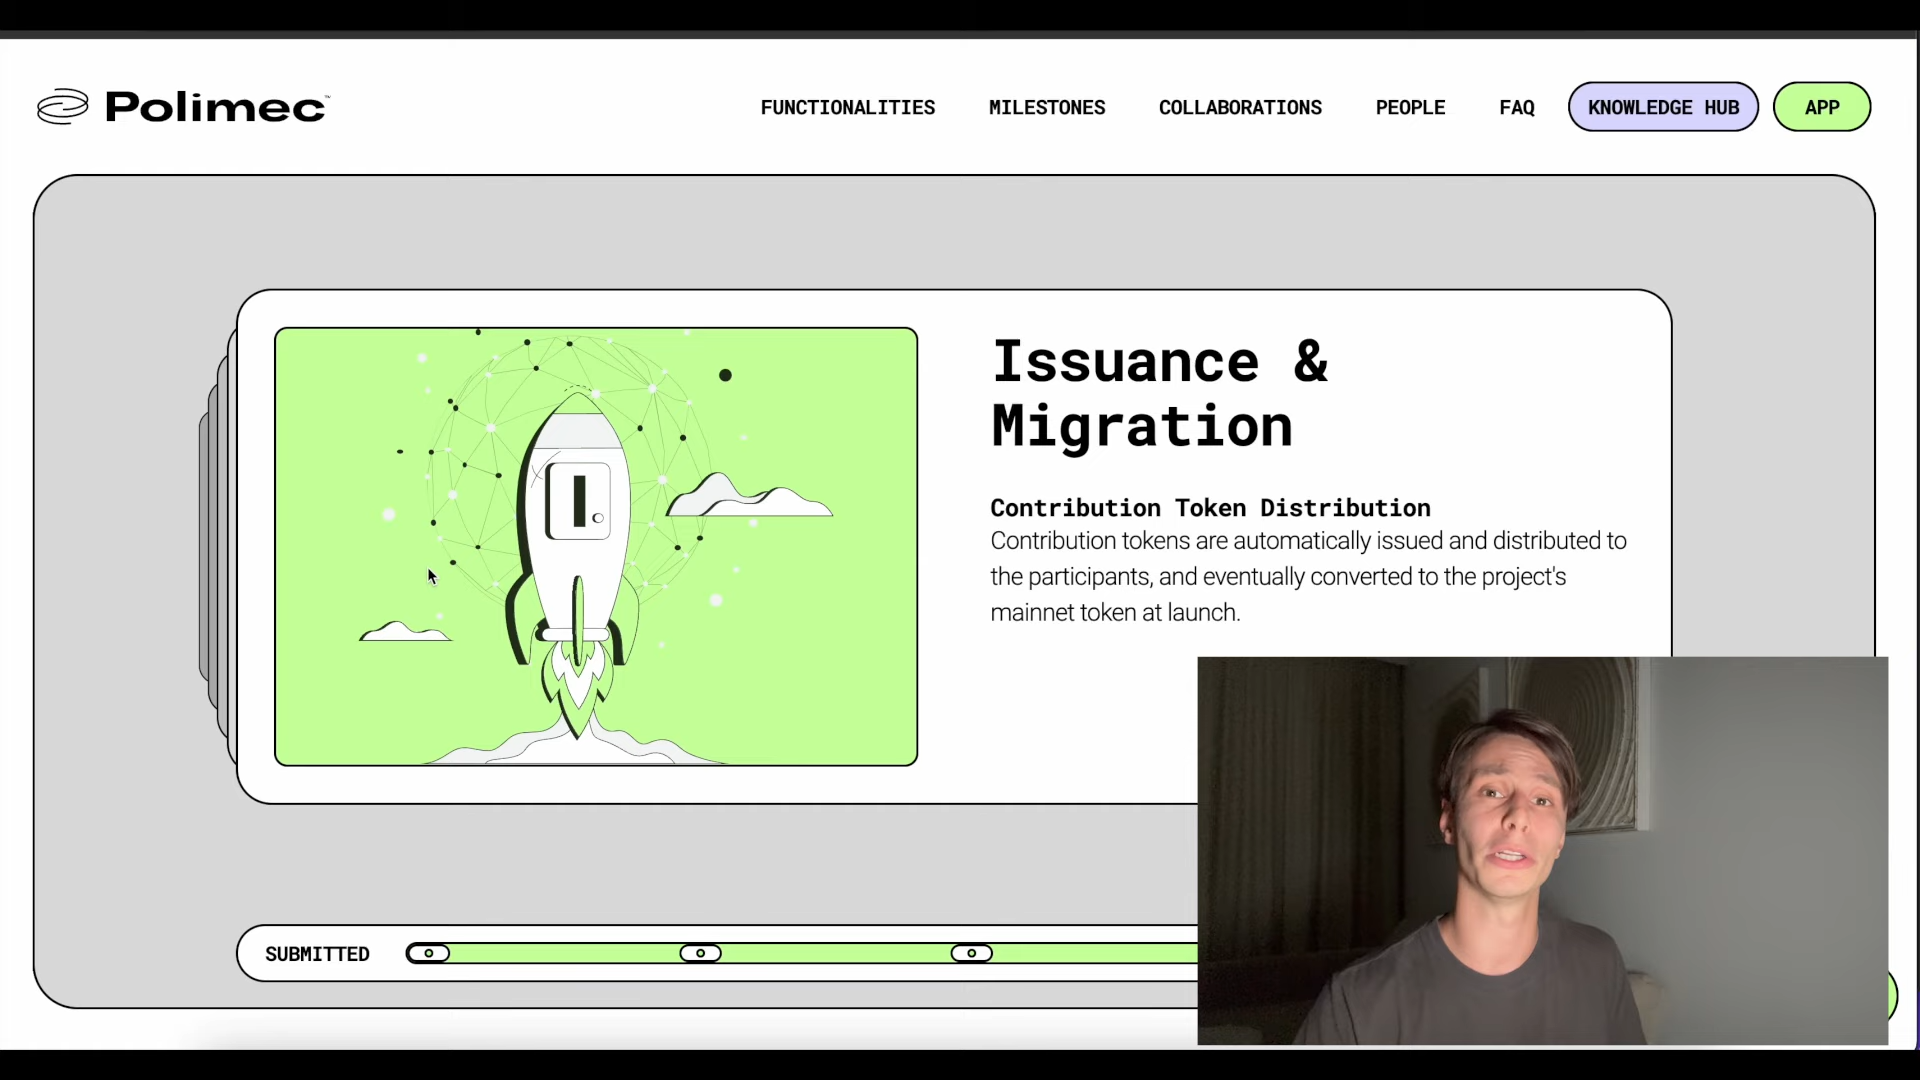 Polimec™
FUNCTIONALITIES
MILESTONES
COLLABORATIONS
PEOPLE
FAQ
KNOWLEDGE HUB
APP
Issuance &
Migration
Contribution Token Distribution
Contribution tokens are automatically issued and distributed to
the participants, and eventually converted to the project's
mainnet token at launch.
SUBMITTED